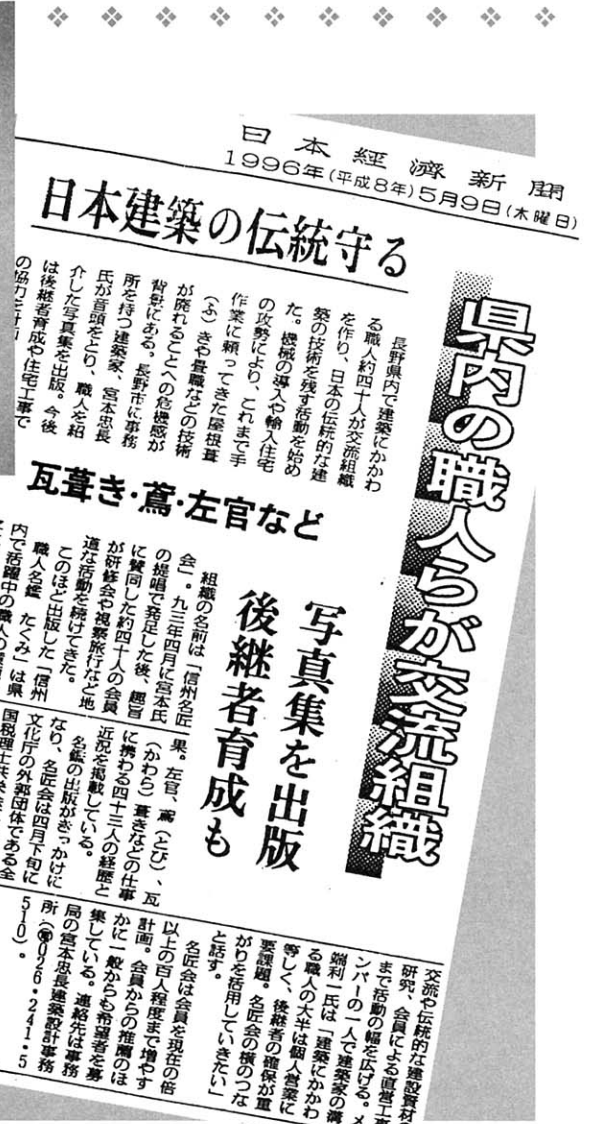 日本經濟新聞
1996年(平成8年)5月9日(木曜日)
県内の職人らが交流組織
日本建築の伝統守る
長野県内で建築にかかわ
る職人約四十人が交流組織
を作り、日本の伝統的な建
築の技術を残す活動を始め
た。機械の導入や輸入住宅
の攻勢により、これまで手
作業に頼ってきた屋根葺
(ふ)きや畳職などの技術
が廃れることへの危機感が
背景にある。長野市に事務
所を持つ建築家、宮本忠長
氏が音頭をとり、職人を紹
介した写真集を出版。今後
は後継者育成や住宅工事で
の協力を
瓦葺き・鳶・左官など
写真集を出版
後継者育成も
組織の名前は「信州名匠
会」。九三年四月に宮本氏
の提唱で発足した後、趣旨
に賛同した約四十人の会員
が研修会や視察旅行など地
道な活動を続けてきた。
このほど出版した「信州
職人名鑑 たくみ」は県
内で活躍中の職人の
果。左官、鳶(とび)、瓦
(かわら)葺きなどの仕事
に携わる四十三人の経歴と
近況を掲載している。
名鑑の出版がきっかけに
なり、名匠会は四月下旬に
文化庁の外郭団体である全
国税理士共栄
交流や伝統的な建設資材の
研究、会員による直営工事
まで活動の幅を広げる。メ
ンバーの一人で建築家の溝
端利一氏は「建築にかかわ
る職人の大半は個人営業に
等しく、後継者の確保が重
要課題。名匠会の横のつな
がりを活用していきたい」
と話す。
名匠会は会員を現在の倍
以上の百人程度まで増やす
計画。会員からの推薦のほ
かに一般からも希望者を募
集している。連絡先は事務
局の宮本忠長建築設計事務
所(電026・241・5
510)。